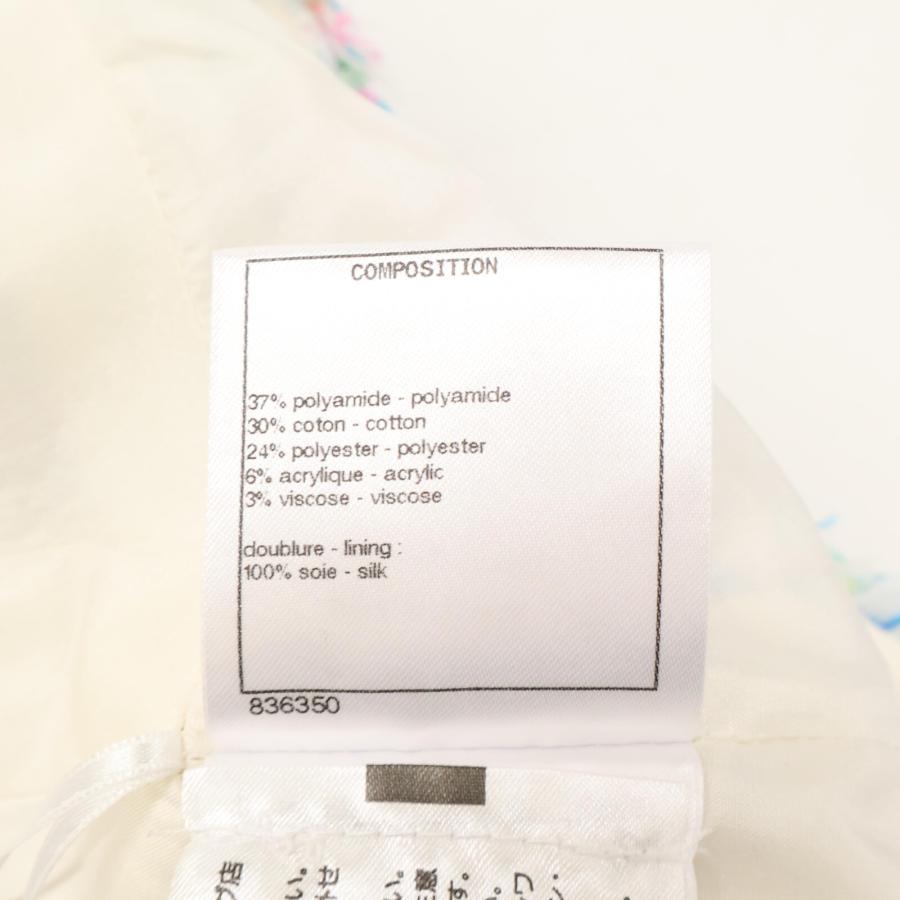 COMPOSITION
37% polyamide - polyamide
30% coton - cotton
24% polyester - polyester
6% acrylique - acrylic
3% viscose - viscose
doublure - lining :
100% soie - silk
836350